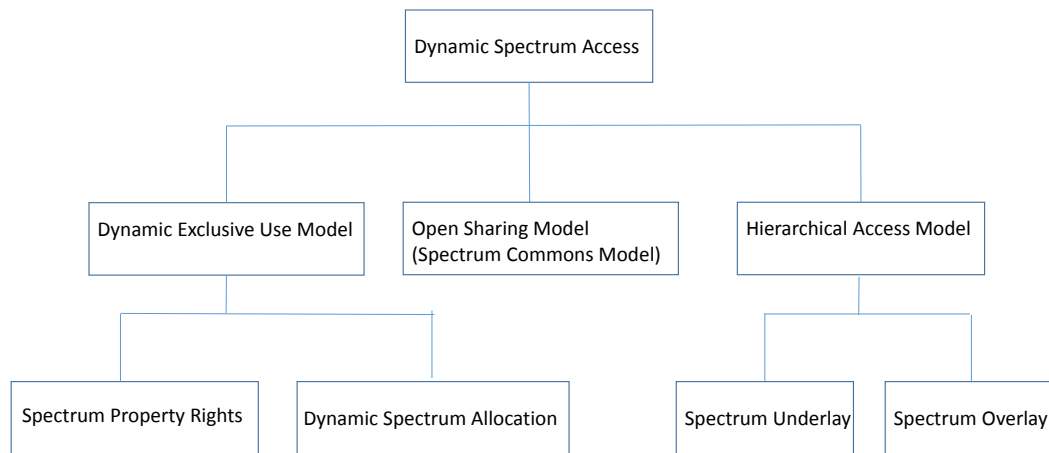 Dynamic Spectrum Access
Dynamic Exclusive Use Model
Open Sharing Model
(Spectrum Commons Model)
Hierarchical Access Model
Spectrum Property Rights
Dynamic Spectrum Allocation
Spectrum Underlay
Spectrum Overlay